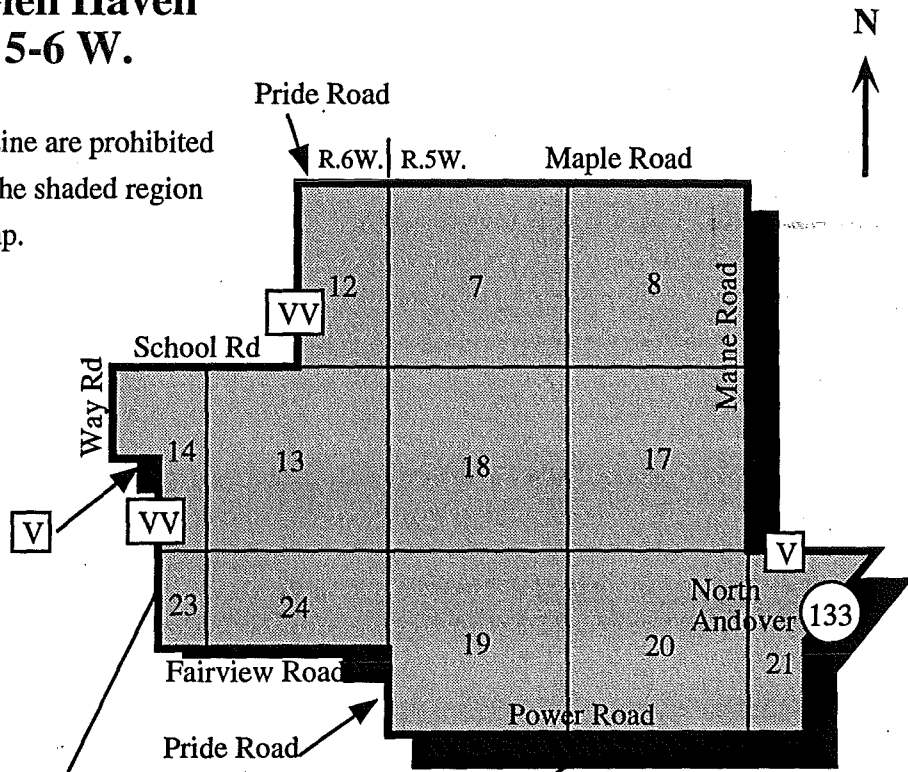 Haven
5-6 W.
N
Pride Road
are prohibited
R.6W. R.5W. Maple Road
the shaded region
12
7
8
VV
Maine Road
School Rd
Way Rd
14
13
18
17
V
VV
V
North
Andover
133
23
24
19
20
21
Fairview Road
Power Road
Pride Road